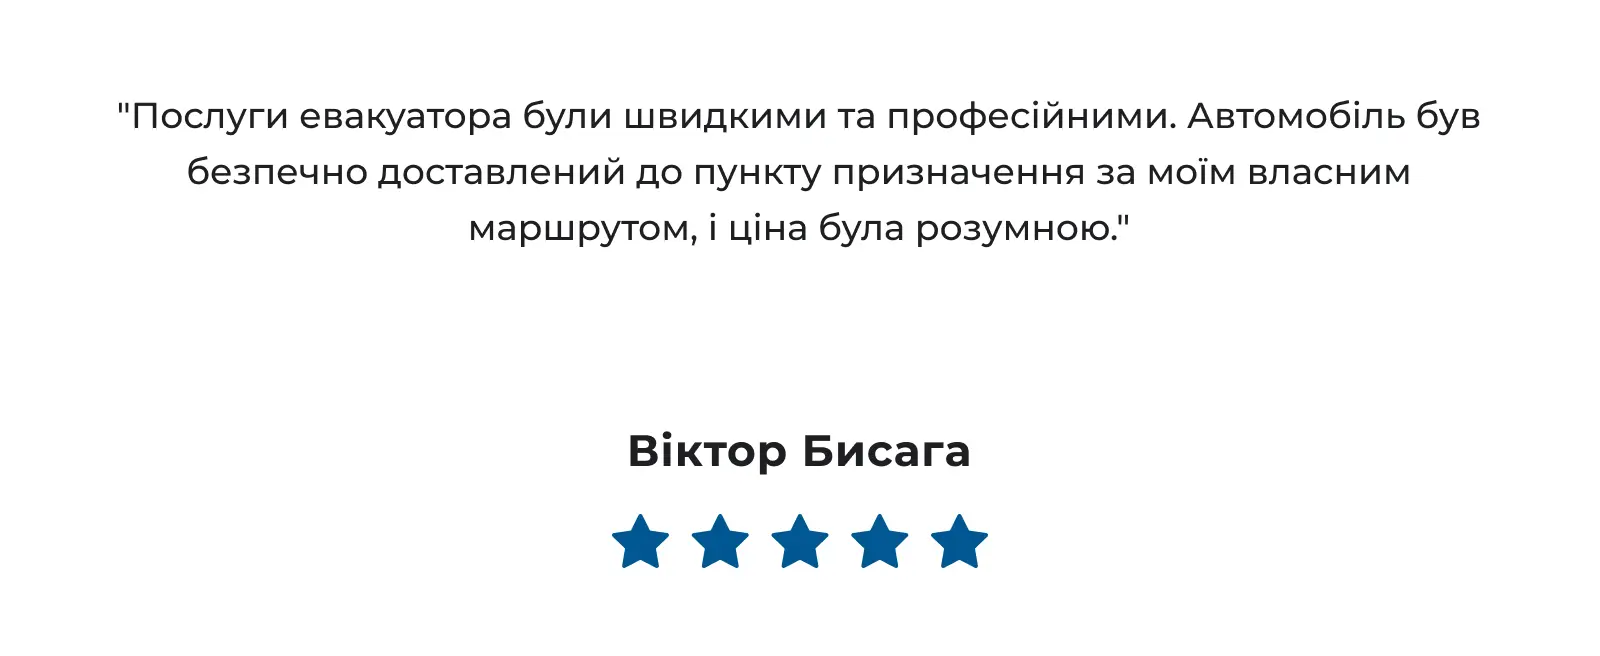 "Послуги евакуатора були швидкими та професійними. Автомобіль був
безпечно доставлений до пункту призначення за моїм власним
маршрутом, і ціна була розумною."
Віктор Бисага